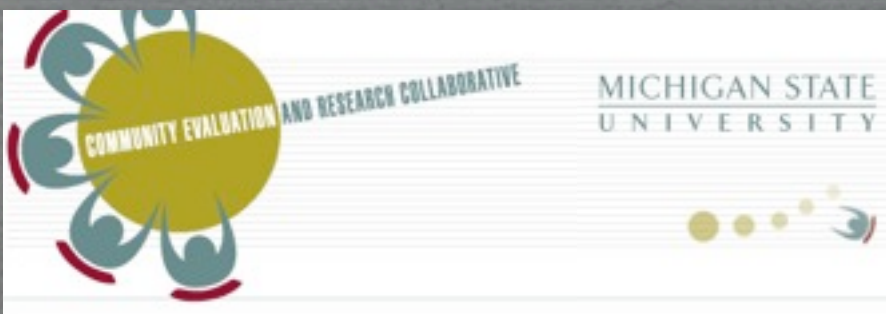 COMMUNITY EVALUATION AND RESEARCH COLLABORATIVE
MICHIGAN STATE
UNIVERSITY